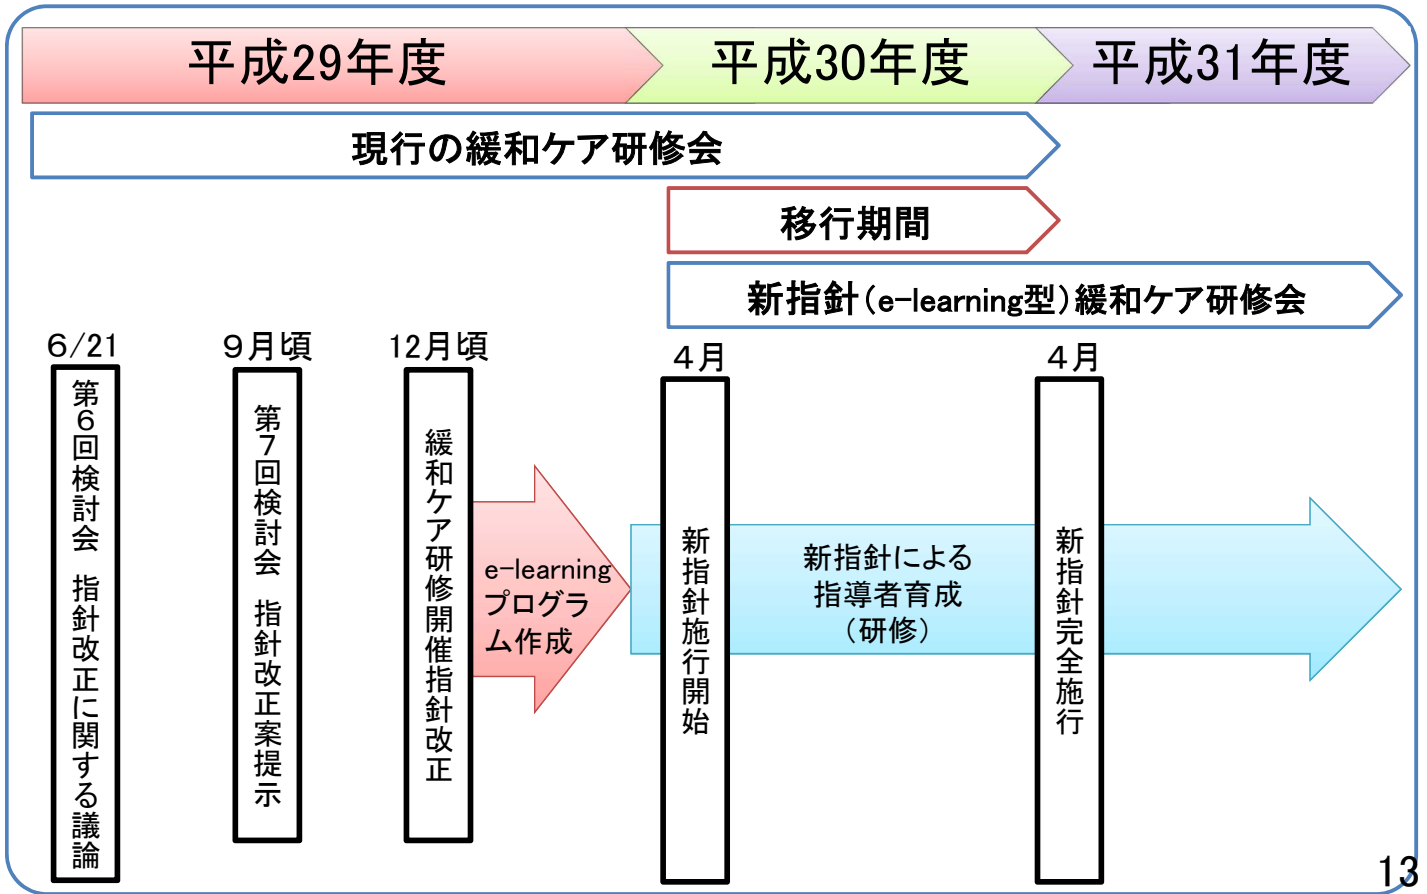 平成29年度
平成30年度
平成31年度
現行の緩和ケア研修会
移行期間
新指針（e-learning型）緩和ケア研修会
6/21
９月頃
12月頃
４月
４月
第６回検討会 指針改正に関する議論
第７回検討会 指針改正案提示
緩和ケア研修開催指針改正
e-learning
プログラ
ム作成
新指針施行開始
新指針による
指導者育成
（研修）
新指針完全施行
13